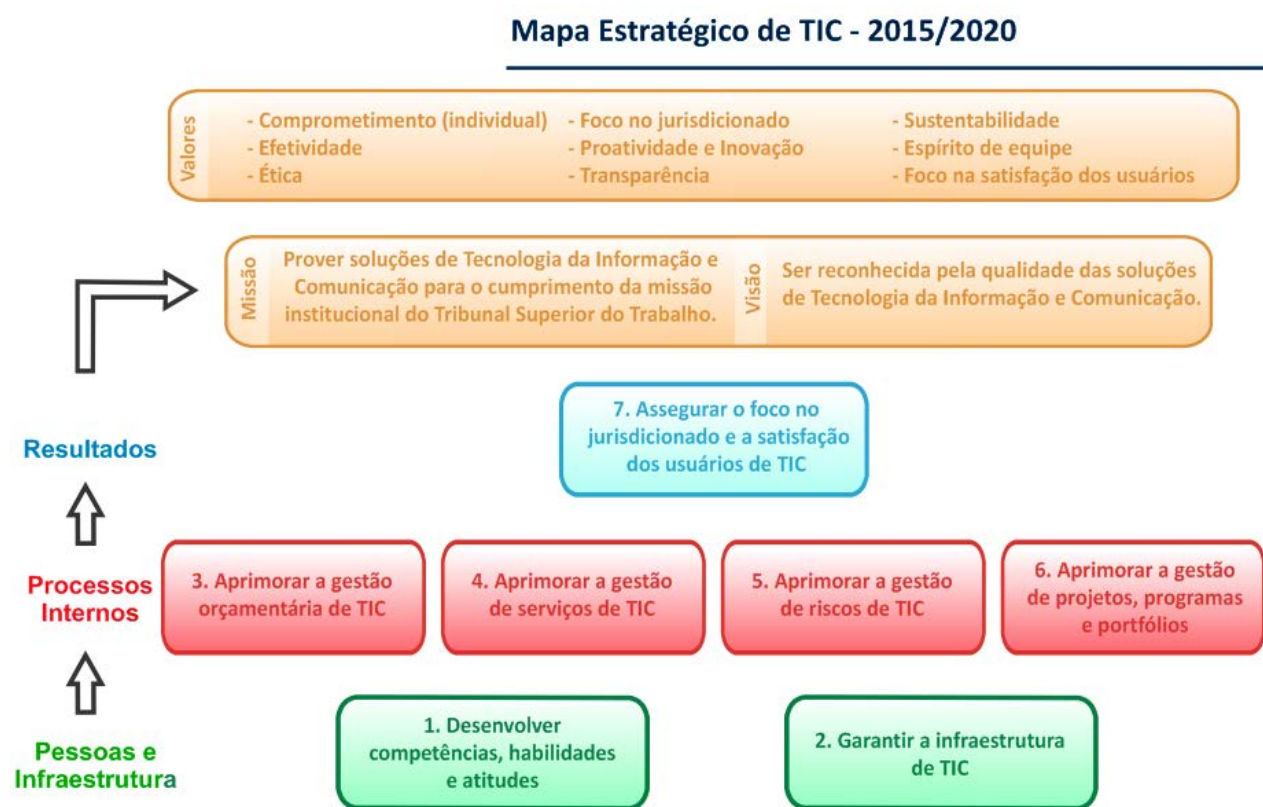 Mapa Estratégico de TIC - 2015/2020
Valores
- Comprometimento (individual)
- Efetividade
- Ética
- Foco no jurisdicionado
- Proatividade e Inovação
- Transparência
- Sustentabilidade
- Espírito de equipe
- Foco na satisfação dos usuários
Missão
Prover soluções de Tecnologia da Informação e
Comunicação para o cumprimento da missão
institucional do Tribunal Superior do Trabalho.
Visão
Ser reconhecida pela qualidade das soluções
de Tecnologia da Informação e Comunicação.
Resultados
7. Assegurar o foco no
jurisdicionado e a satisfação
dos usuários de TIC
Processos
Internos
3. Aprimorar a gestão
orçamentária de TIC
4. Aprimorar a gestão
de serviços de TIC
5. Aprimorar a gestão
de riscos de TIC
6. Aprimorar a gestão
de projetos, programas
e portfólios
Pessoas e
Infraestrutura
1. Desenvolver
competências, habilidades
e atitudes
2. Garantir a infraestrutura
de TIC